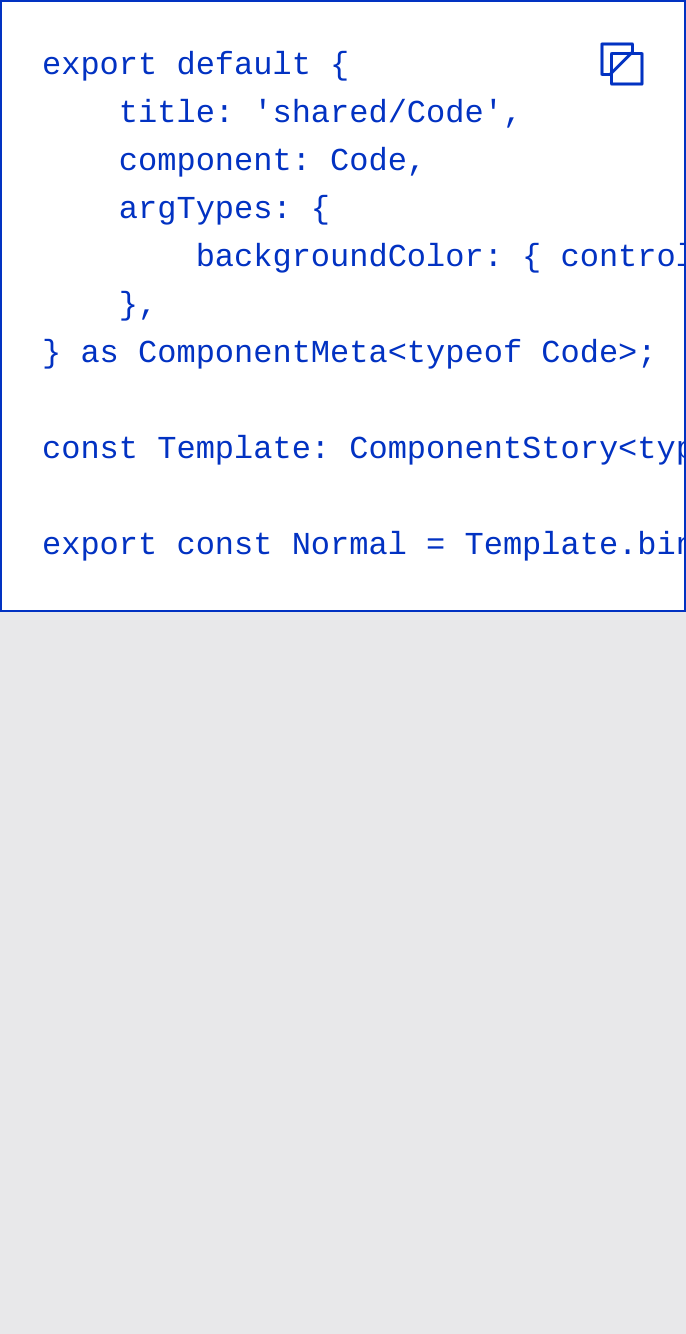 export default {
    title: 'shared/Code',
    component: Code,
    argTypes: {
        backgroundColor: { control
    },
} as ComponentMeta<typeof Code>;
const Template: ComponentStory<typ
export const Normal = Template.bin